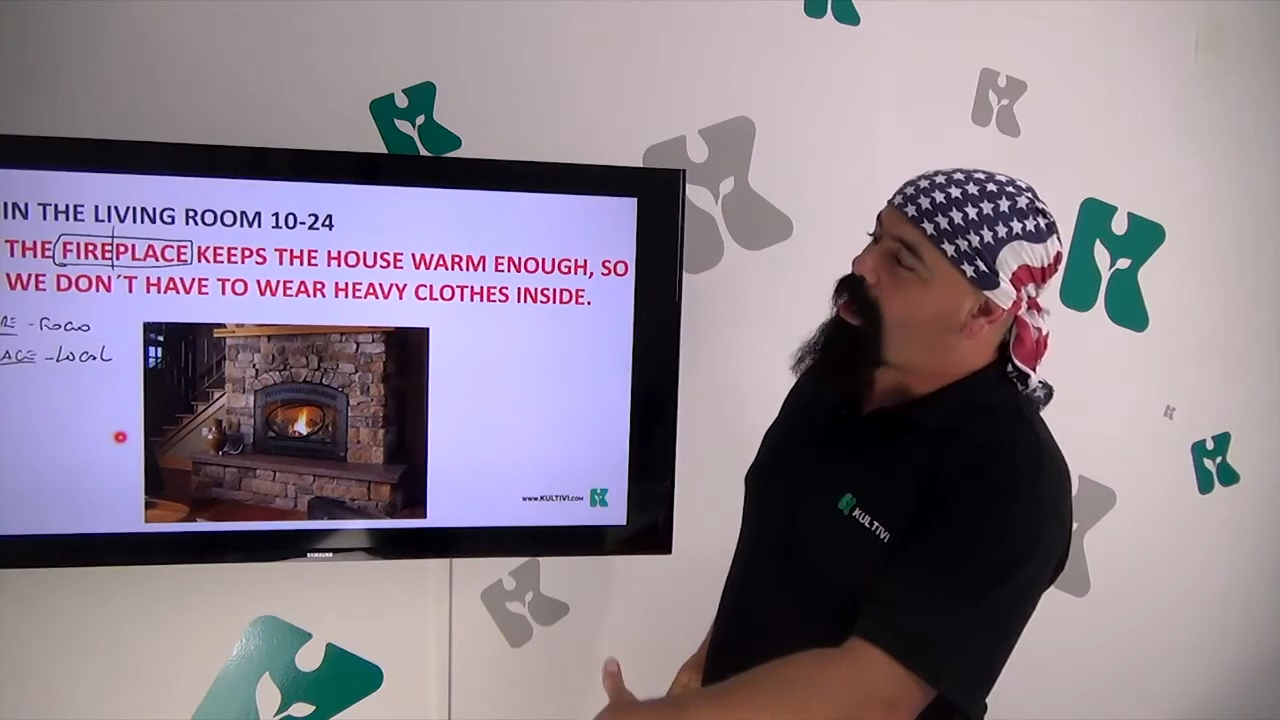 IN THE LIVING ROOM 10-24
THE FIREPLACE KEEPS THE HOUSE WARM ENOUGH, SO
WE DON´T HAVE TO WEAR HEAVY CLOTHES INSIDE.
-LOCAL
WWW.KULTIVI.COM
KULTIVI